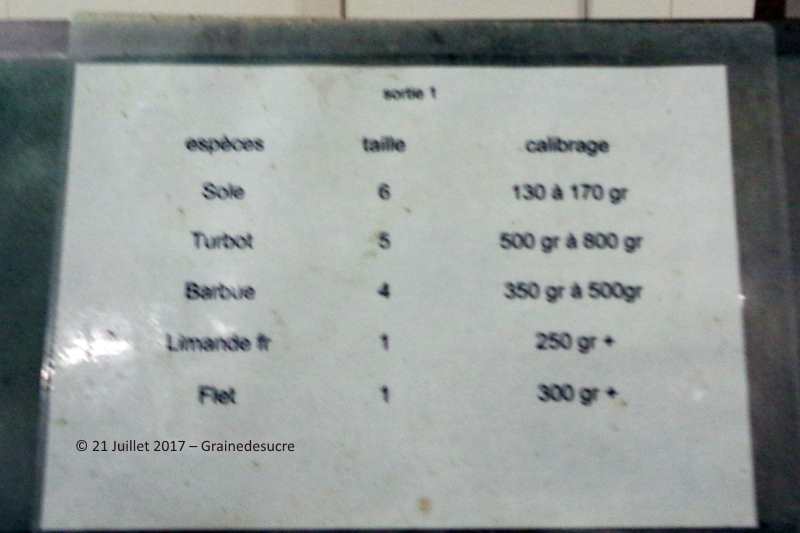 sortie 1
espèces taille calibrage
Sole 6 130 à 170 gr
Turbot 5 500 gr à 800 gr
Barbue 4 350 gr à 500gr
Limande fr 1 250 gr +
Flet 1 300 gr +
© 21 Juillet 2017 – Grainedesucre